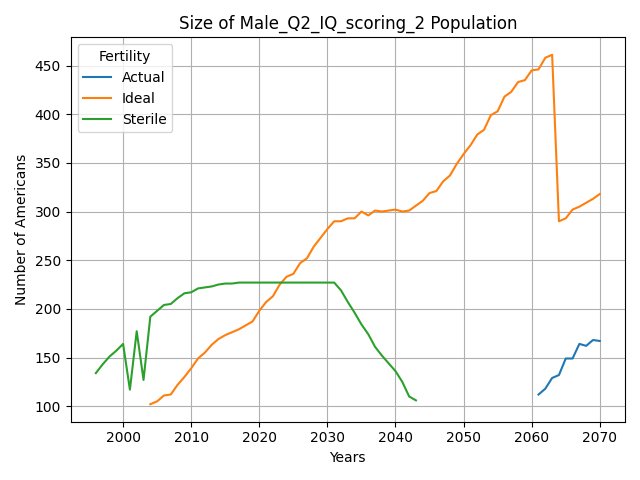 Size of Male_Q2_IQ_scoring_2 Population
Fertility
Actual
Ideal
Sterile
Number of Americans
450
400
350
300
250
200
150
100
2000 2010 2020 2030 2040 2050 2060 2070
Years